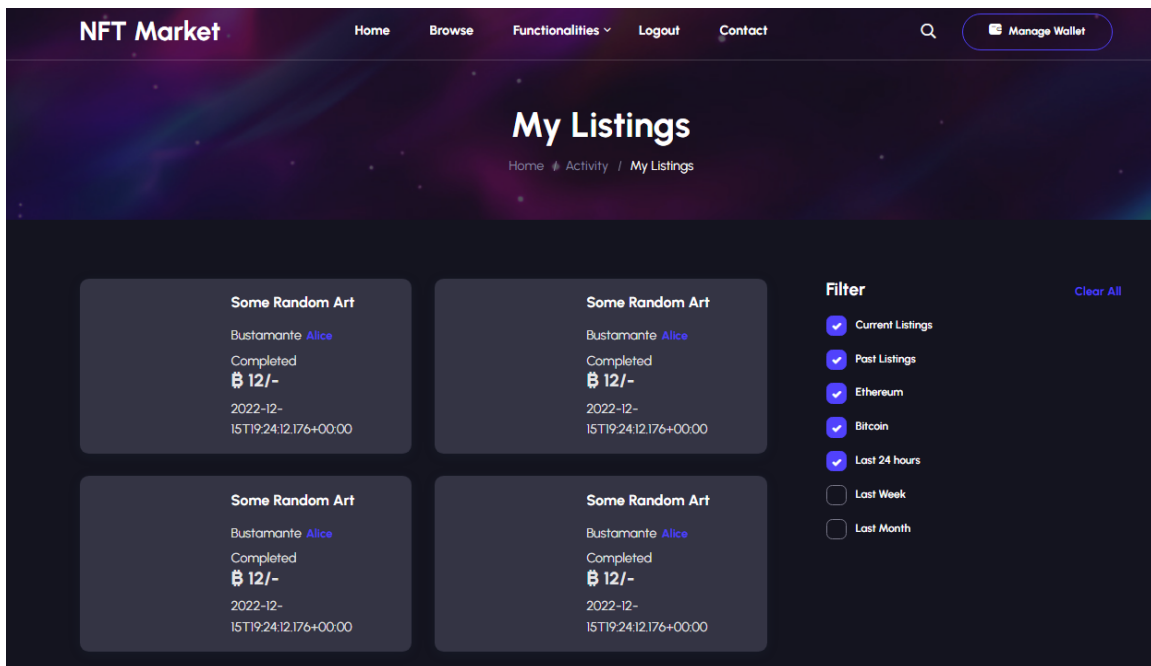 NFT Market Home Browse Functionalities Logout Contact Manage Wallet
My Listings
Home / Activity / My Listings
Some Random Art
Bustamante Alice
Completed
₿ 12/-
2022-12-
15T19:24:12.176+00:00
Some Random Art
Bustamante Alice
Completed
₿ 12/-
2022-12-
15T19:24:12.176+00:00
Filter Clear All
Current Listings
Past Listings
Ethereum
Bitcoin
Last 24 hours
Last Week
Last Month
Some Random Art
Bustamante Alice
Completed
₿ 12/-
2022-12-
15T19:24:12.176+00:00
Some Random Art
Bustamante Alice
Completed
₿ 12/-
2022-12-
15T19:24:12.176+00:00